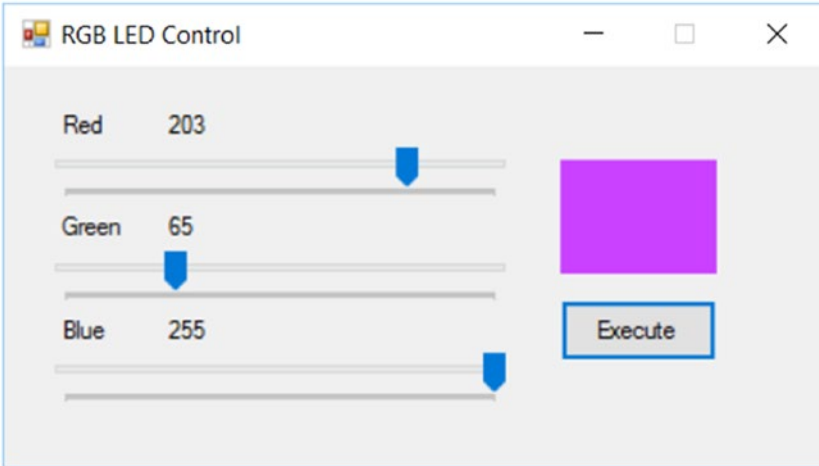 RGB LED Control
Red 203
Green 65
Blue 255
Execute